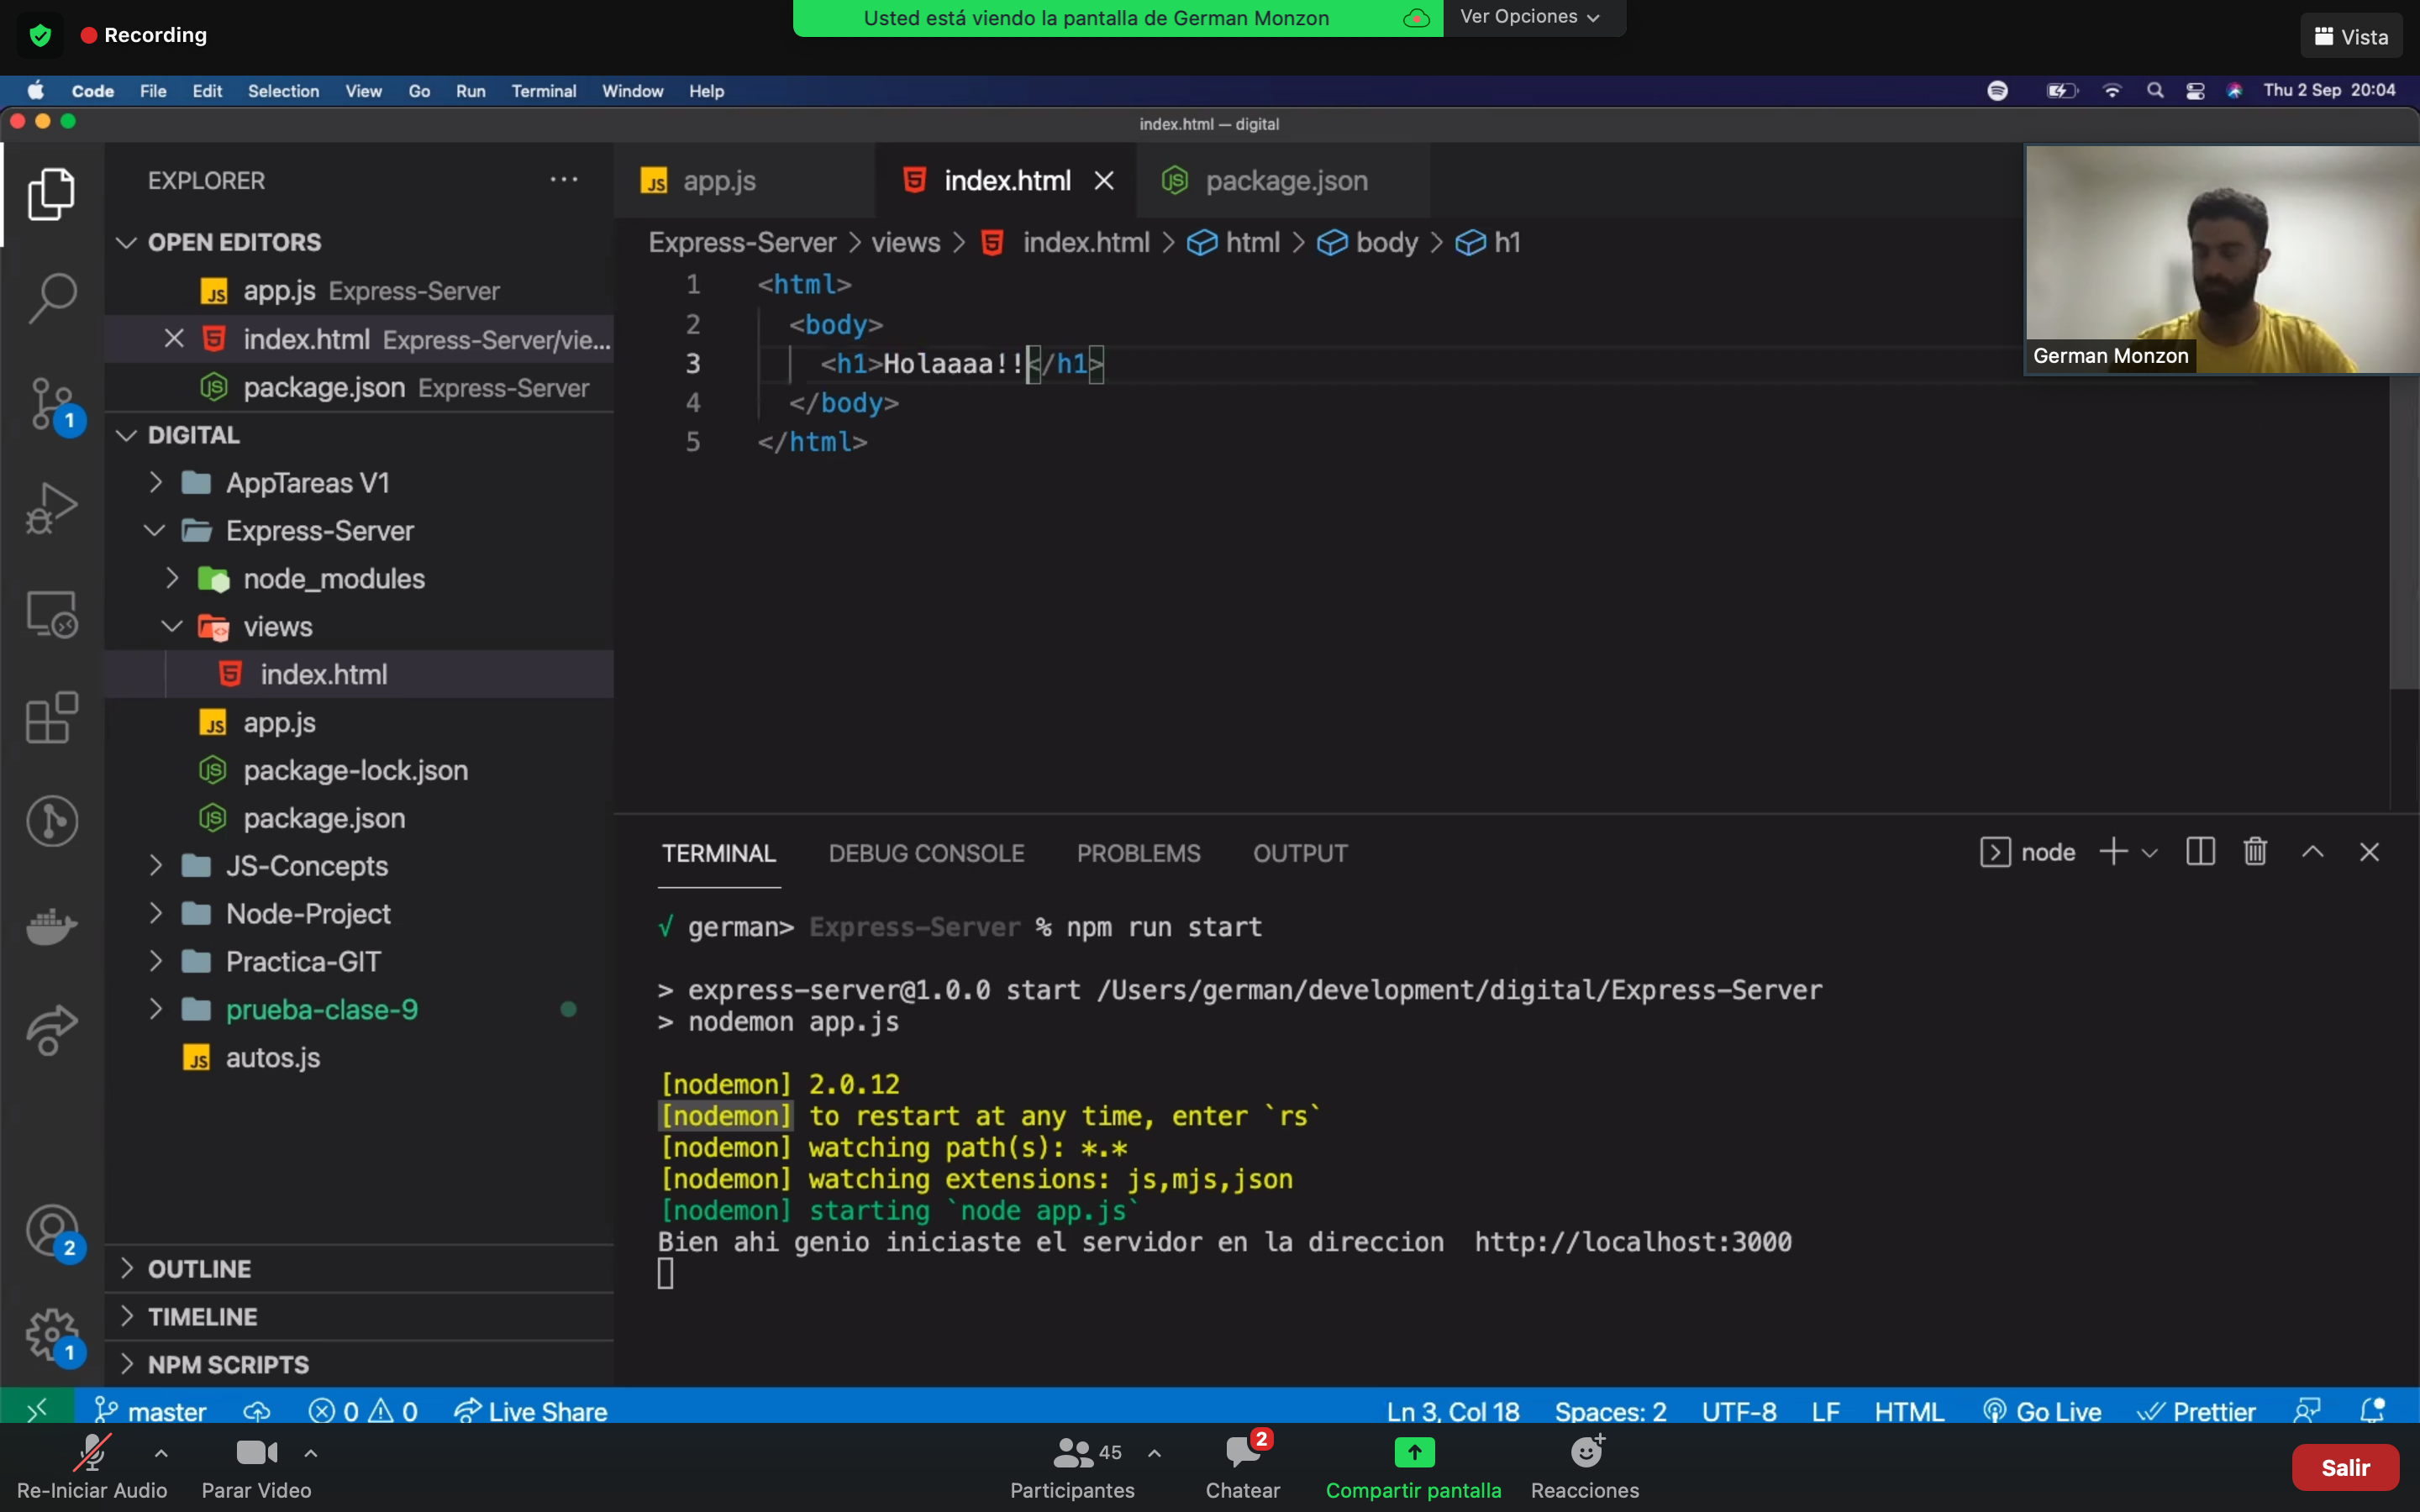 Recording
Usted está viendo la pantalla de German Monzon
Ver Opciones
Vista
Code File Edit Selection View Go Run Terminal Window Help
Thu 2 Sep 20:04
index.html — digital
EXPLORER
OPEN EDITORS
app.js Express-Server
index.html Express-Server/vie...
package.json Express-Server
DIGITAL
AppTareas V1
Express-Server
node_modules
views
index.html
app.js
package-lock.json
package.json
JS-Concepts
Node-Project
Practica-GIT
prueba-clase-9
autos.js
OUTLINE
TIMELINE
NPM SCRIPTS
1
2
1
app.js
index.html
package.json
Express-Server > views > index.html > html > body > h1
1 <html>
2 <body>
3 <h1>Holaaaa!!</h1>
4 </body>
5 </html>
German Monzon
TERMINAL DEBUG CONSOLE PROBLEMS OUTPUT
node
√ german> Express-Server % npm run start
> express-server@1.0.0 start /Users/german/development/digital/Express-Server
> nodemon app.js
[nodemon] 2.0.12
[nodemon] to restart at any time, enter `rs`
[nodemon] watching path(s): *.*
[nodemon] watching extensions: js,mjs,json
[nodemon] starting `node app.js`
Bien ahi genio iniciaste el servidor en la direccion  http://localhost:3000
master 0 0 Live Share
Ln 3, Col 18 Spaces: 2 UTF-8 LF HTML Go Live Prettier
Re-Iniciar Audio
Parar Video
45
Participantes
2
Chatear
Compartir pantalla
Reacciones
Salir